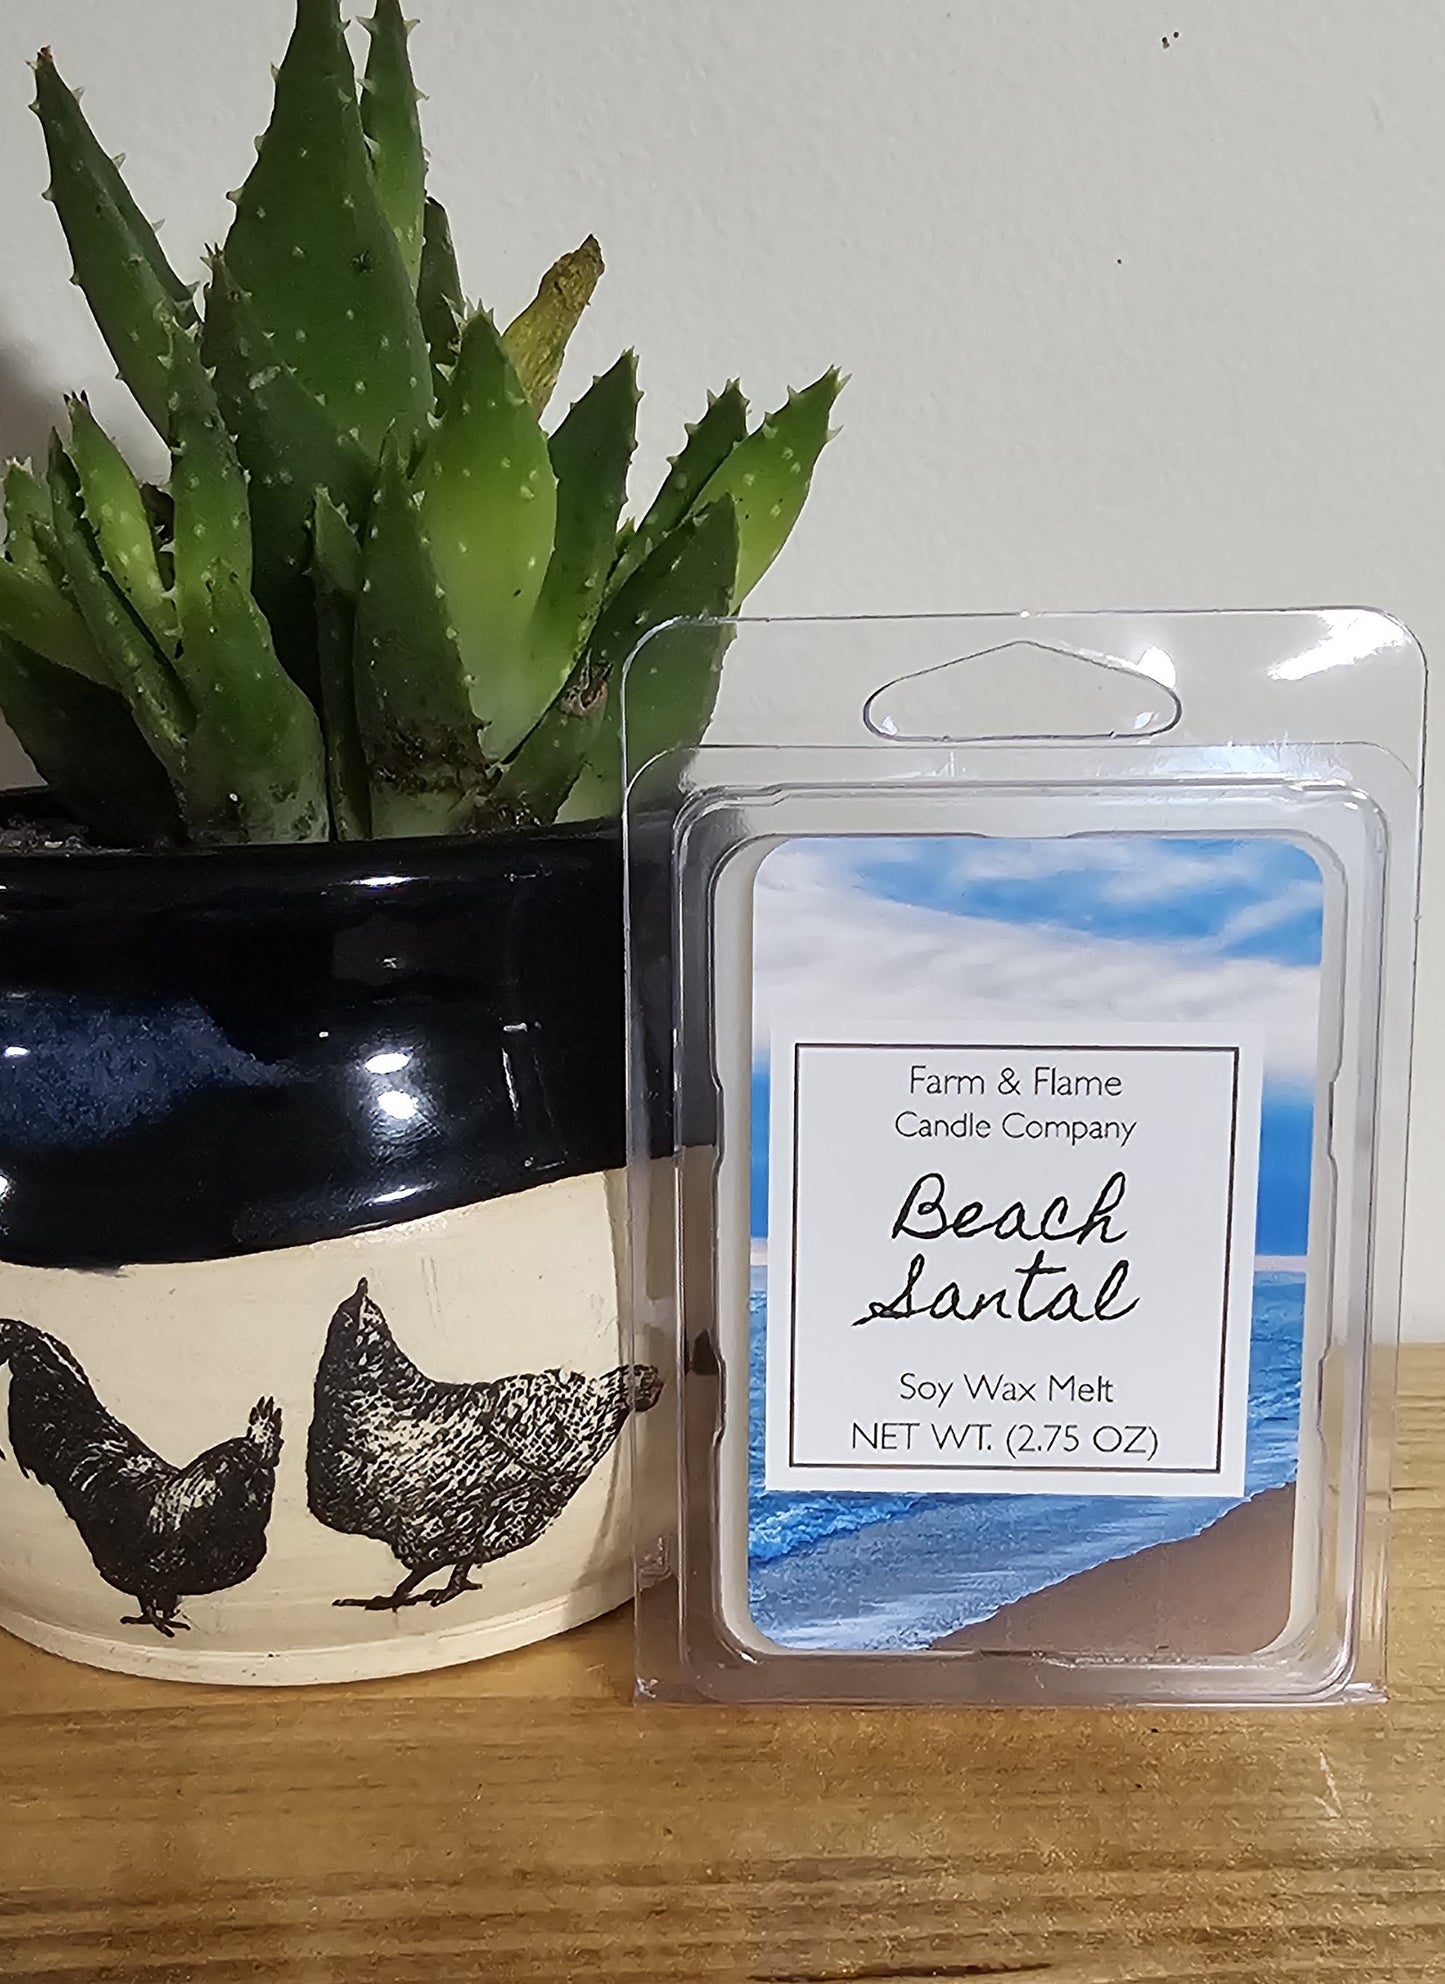 Farm & Flame
Candle Company
Beach
Santal
Soy Wax Melt
NET WT. (2.75 OZ)